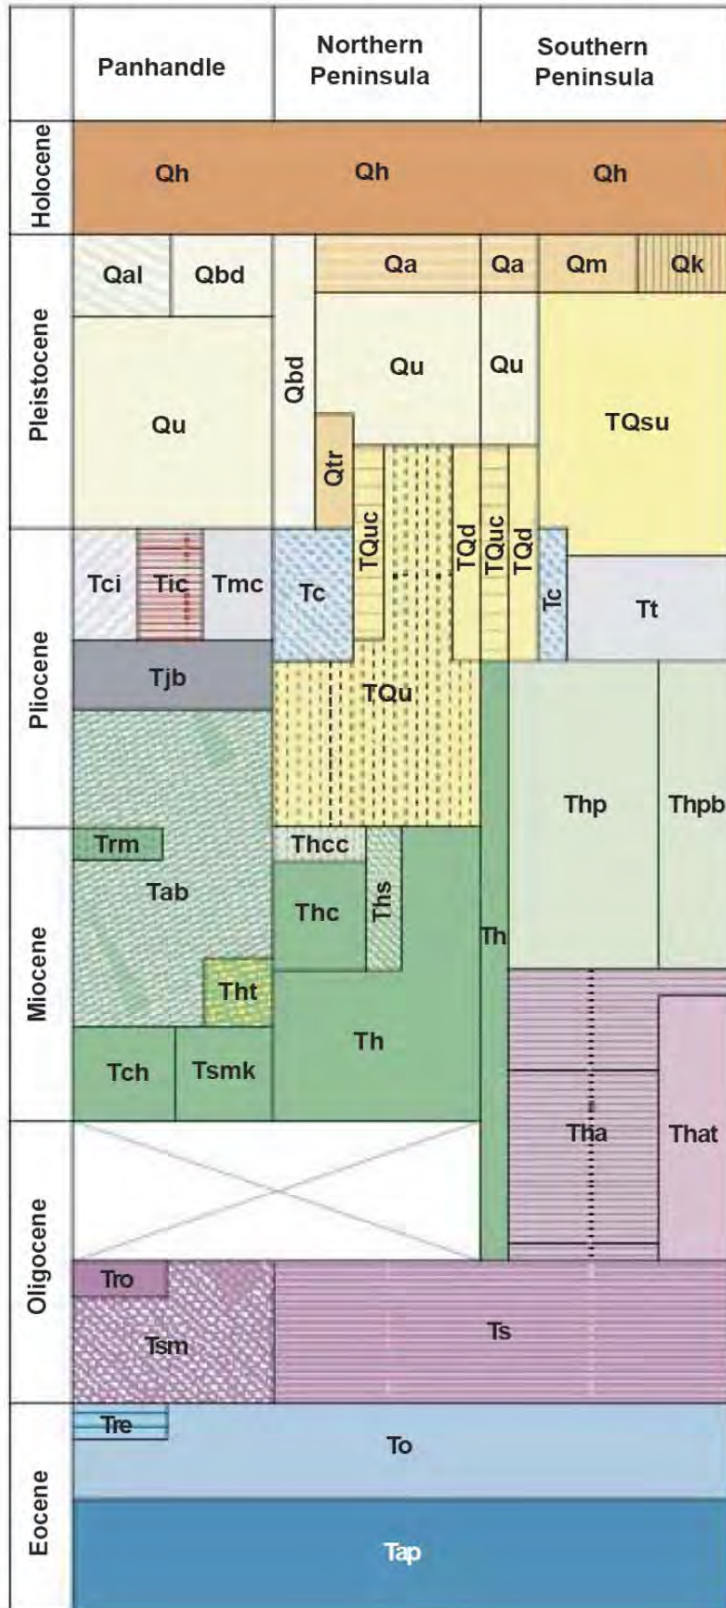 Panhandle
Northern
Peninsula
Southern
Peninsula
Holocene
Qh
Qh
Qh
Pleistocene
Qal
Qbd
Qbd
Qa
Qa
Qm
Qk
Qu
Qu
Qu
TQsu
Qtr
TQuc
TQd
TQuc
TQd
Pliocene
Tci
Tic
Tmc
Tc
Tc
Tt
Tjb
TQu
Thp
Thpb
Miocene
Trm
Tab
Thcc
Thc
Ths
Th
Tht
Th
Tch
Tsmk
Oligocene
Tha
That
Tro
Tsm
Ts
Eocene
Tre
To
Tap